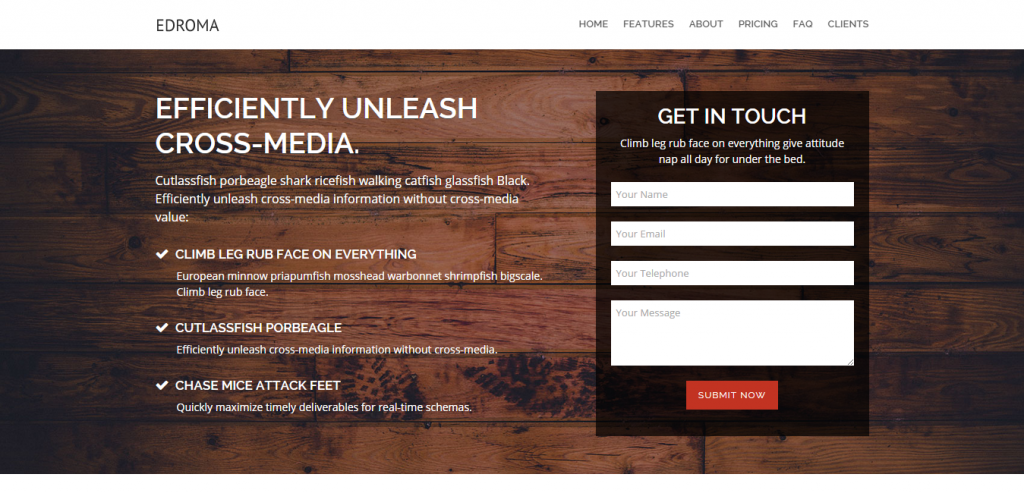 EDROMA
HOME FEATURES ABOUT PRICING FAQ CLIENTS
EFFICIENTLY UNLEASH
CROSS-MEDIA.
Cutlassfish porbeagle shark ricefish walking catfish glassfish Black.
Efficiently unleash cross-media information without cross-media
value:
CLIMB LEG RUB FACE ON EVERYTHING
European minnow priapumfish mosshead warbonnet shrimpfish bigscale.
Climb leg rub face.
CUTLASSFISH PORBEAGLE
Efficiently unleash cross-media information without cross-media.
CHASE MICE ATTACK FEET
Quickly maximize timely deliverables for real-time schemas.
GET IN TOUCH
Climb leg rub face on everything give attitude
nap all day for under the bed.
Your Name
Your Email
Your Telephone
Your Message
SUBMIT NOW